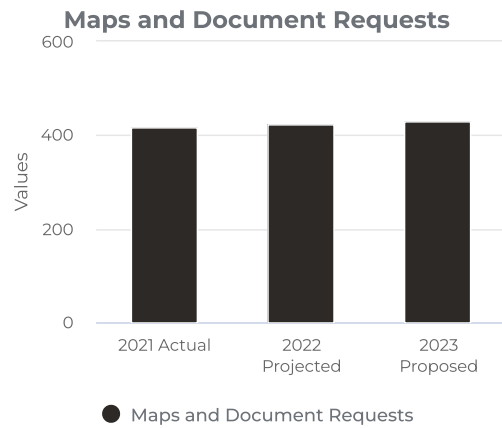 Maps and Document Requests
600
400
200
0
Values
2021 Actual
2022
Projected
2023
Proposed
Maps and Document Requests